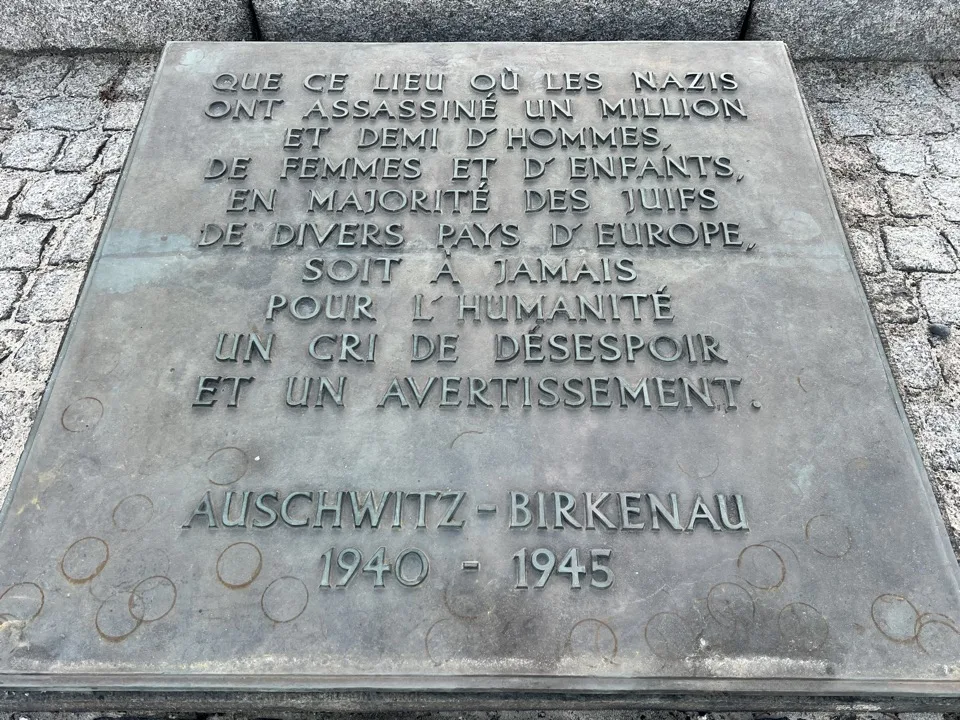 QUE CE LIEU OÙ LES NAZIS
ONT ASSASSINÉ UN MILLION
ET DEMI D'HOMMES,
DE FEMMES ET D'ENFANTS,
EN MAJORITÉ DES JUIFS
DE DIVERS PAYS D'EUROPE,
SOIT À JAMAIS
POUR L'HUMANITÉ
UN CRI DE DÉSESPOIR
ET UN AVERTISSEMENT.
AUSCHWITZ - BIRKENAU
1940 - 1945